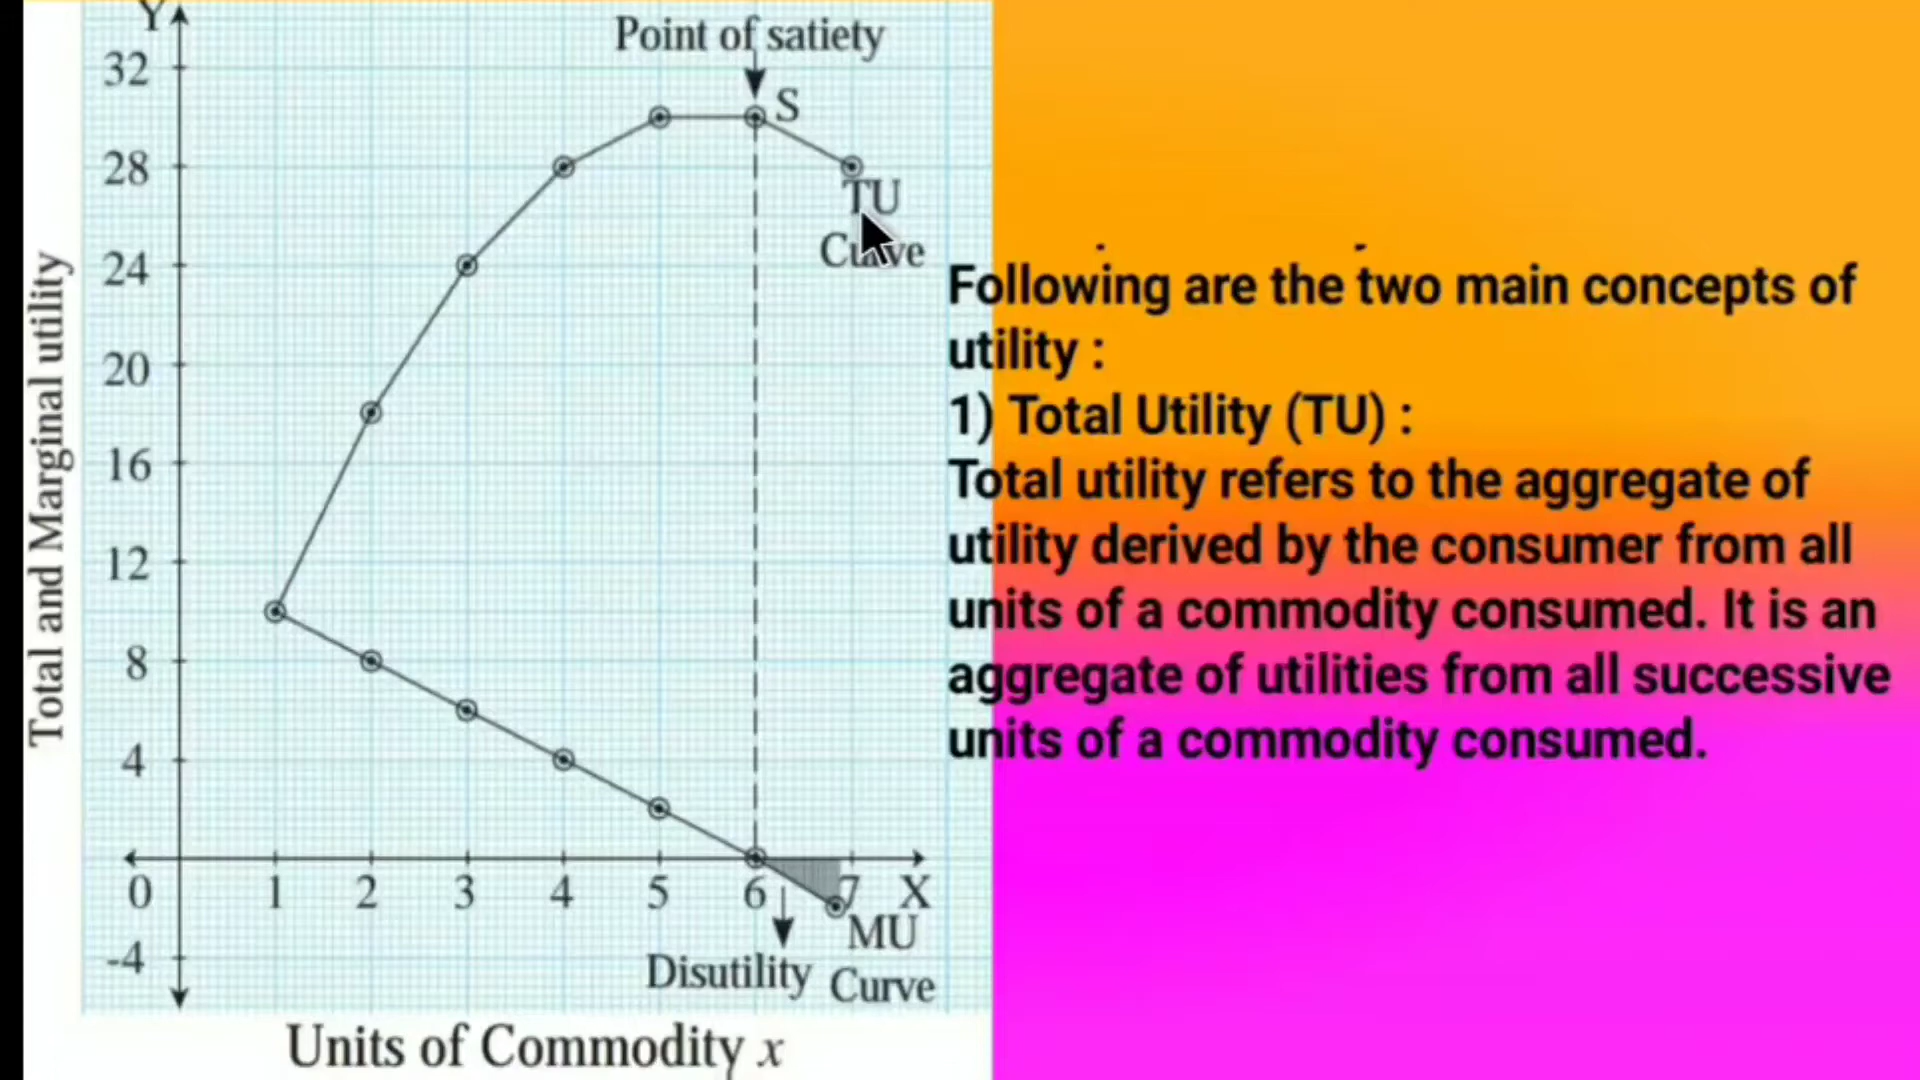 Y
Point of satiety
32
S
28
TU
Curve
24
20
16
12
8
4
0
1 2 3 4 5 6 7 X
MU
Curve
-4
Disutility
Units of Commodity x
Total and Marginal utility
Following are the two main concepts of
utility :
1) Total Utility (TU) :
Total utility refers to the aggregate of
utility derived by the consumer from all
units of a commodity consumed. It is an
aggregate of utilities from all successive
units of a commodity consumed.